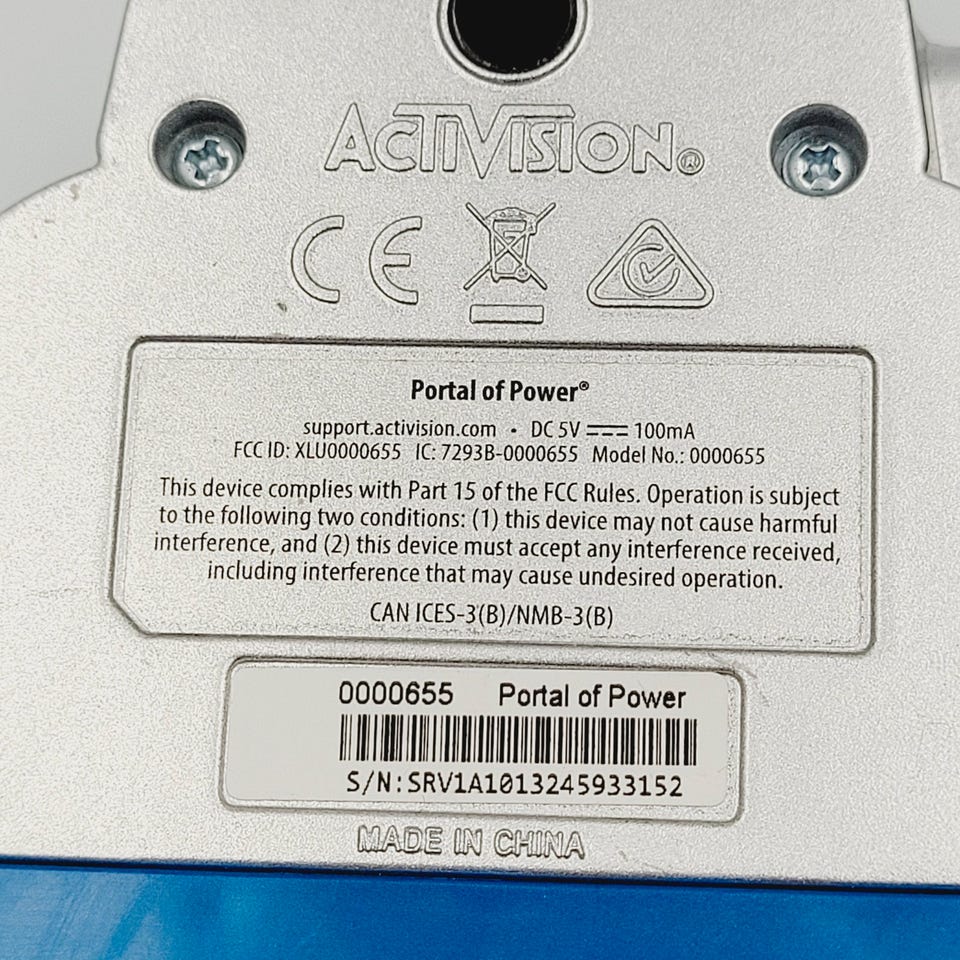 ACTIVISION®
CE
Portal of Power®
support.activision.com • DC 5V ⎓ 100mA
FCC ID: XLU0000655 IC: 7293B-0000655 Model No.: 0000655
This device complies with Part 15 of the FCC Rules. Operation is subject
to the following two conditions: (1) this device may not cause harmful
interference, and (2) this device must accept any interference received,
including interference that may cause undesired operation.
CAN ICES-3(B)/NMB-3(B)
0000655 Portal of Power
S/N:SRV1A1013245933152
MADE IN CHINA